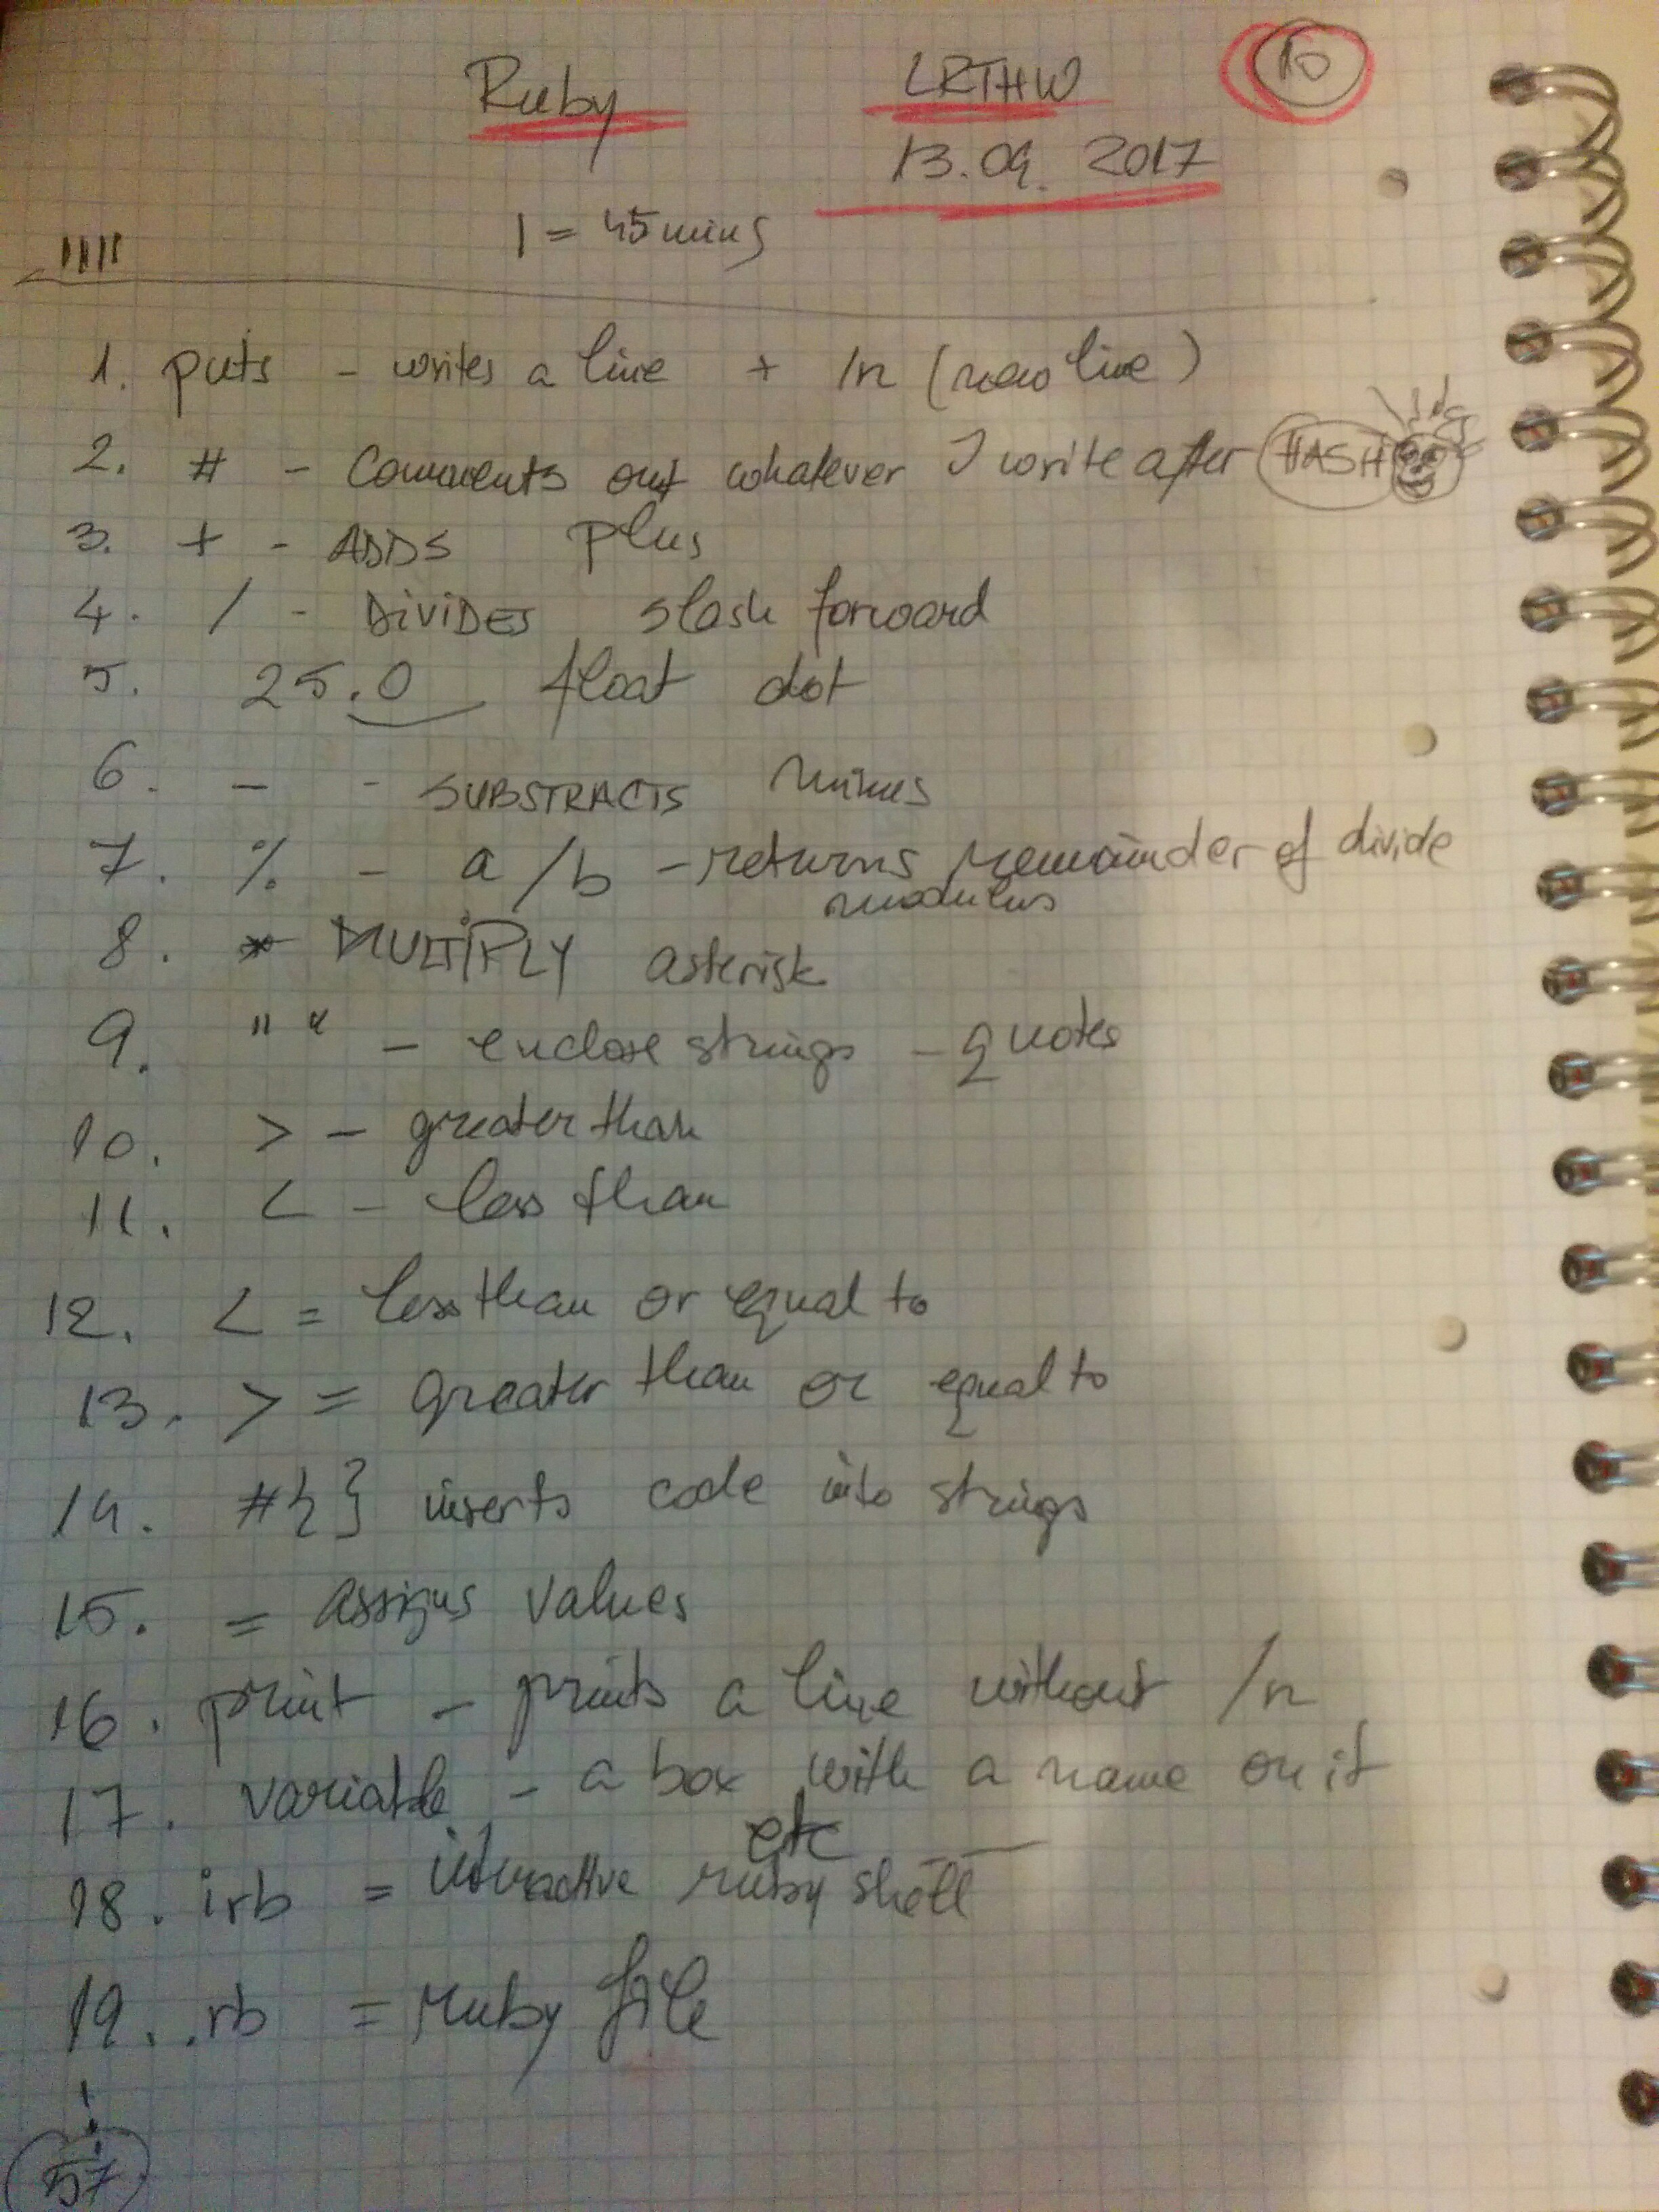 Ruby LRTHW 10
13.09.2017
1 = 45 mins
1. puts - writes a line + /n (new line)
2. # - Comments out whatever I write after HASH
3. + - ADDS plus
4. / - DiViDES slash forward
5. 25.0 float dot
6. - - SUBSTRACTS minus
7. % - a/b - returns remainder of divide
modulus
8. * MULTiPLY asterisk
9. " " - enclose strings - quotes
10. > - greater than
11. < - less than
12. <= less than or equal to
13. >= greater than or equal to
14. #{} inserts code into strings
15. = assigns values
16. print - prints a line without /n
17. variable - a box with a name on it
etc
18. irb = interactive ruby shell
19. .rb = ruby file
57